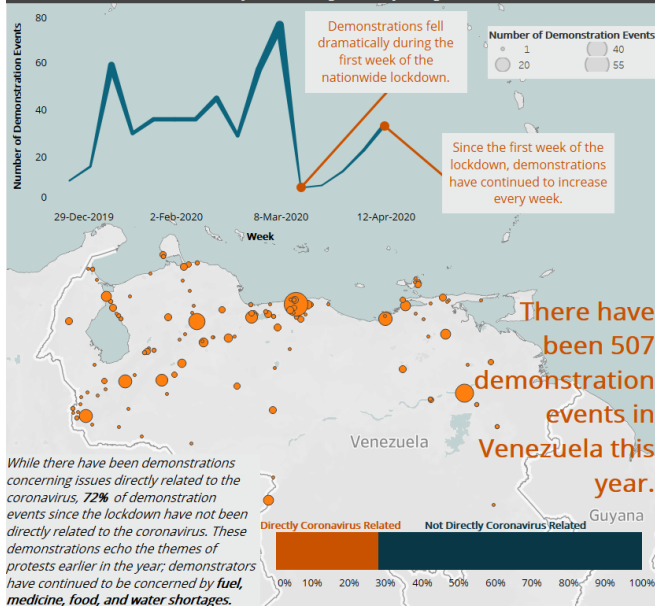 Number of Demonstration Events
80
60
40
20
0
29-Dec-2019
2-Feb-2020
8-Mar-2020
12-Apr-2020
Week
Demonstrations fell
dramatically during the
first week of the
nationwide lockdown.
Number of Demonstration Events
1
40
20
55
Since the first week of the
lockdown, demonstrations
have continued to increase
every week.
There have
been 507
demonstration
events in
Venezuela this
year.
Venezuela
Guyana
While there have been demonstrations
concerning issues directly related to the
coronavirus, 72% of demonstration
events since the lockdown have not been
directly related to the coronavirus. These
demonstrations echo the themes of
protests earlier in the year; demonstrators
have continued to be concerned by fuel,
medicine, food, and water shortages.
Directly Coronavirus Related
Not Directly Coronavirus Related
0% 10% 20% 30% 40% 50% 60% 70% 80% 90% 100%